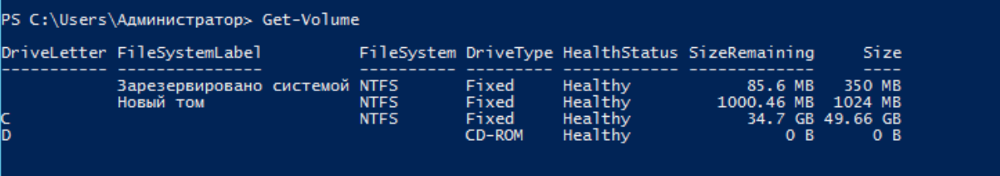 PS C:\Users\Администратор> Get-Volume
DriveLetter FileSystemLabel FileSystem DriveType HealthStatus SizeRemaining Size
----------- --------------- ---------- --------- ------------ ------------- ----
Зарезервировано системой NTFS Fixed Healthy 85.6 MB 350 MB
Новый том NTFS Fixed Healthy 1000.46 MB 1024 MB
C NTFS Fixed Healthy 34.7 GB 49.66 GB
D CD-ROM Healthy 0 B 0 B